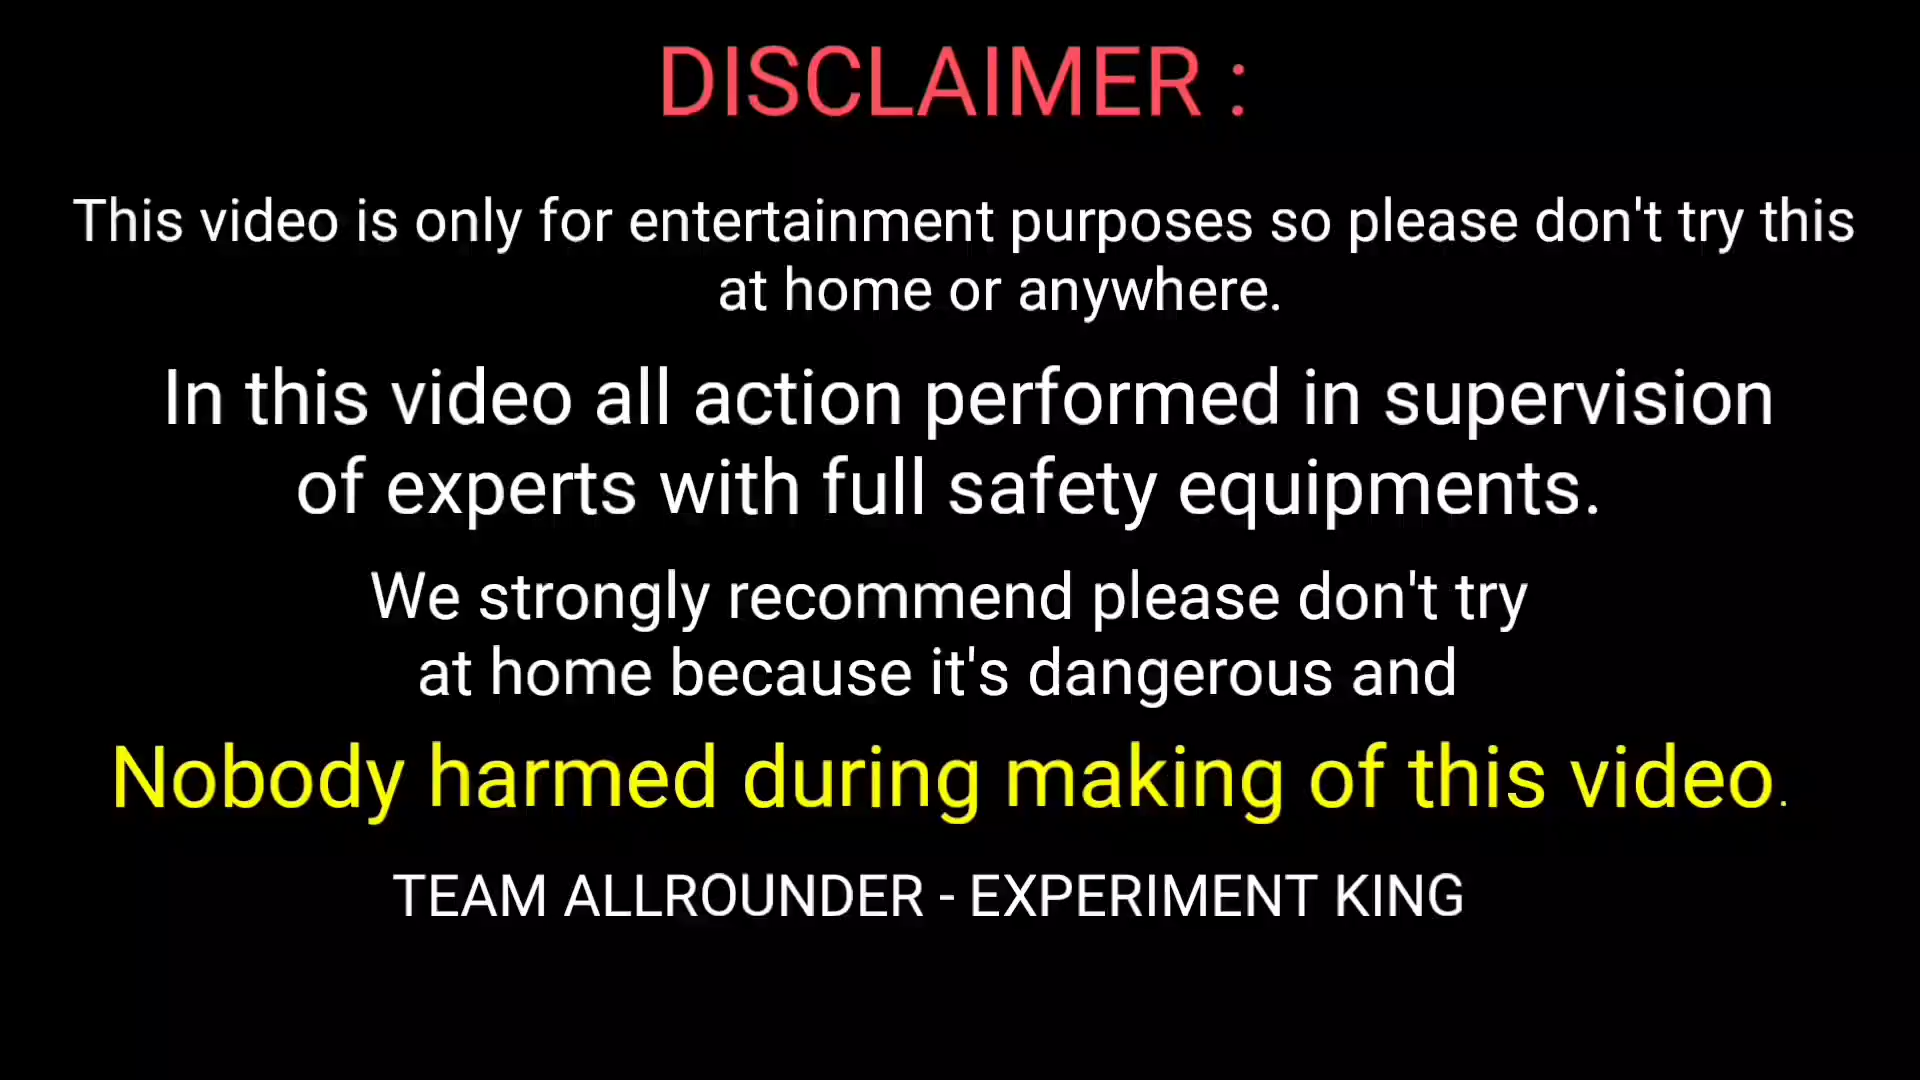 DISCLAIMER :
This video is only for entertainment purposes so please don't try this
at home or anywhere.
In this video all action performed in supervision
of experts with full safety equipments.
We strongly recommend please don't try
at home because it's dangerous and
Nobody harmed during making of this video.
TEAM ALLROUNDER - EXPERIMENT KING